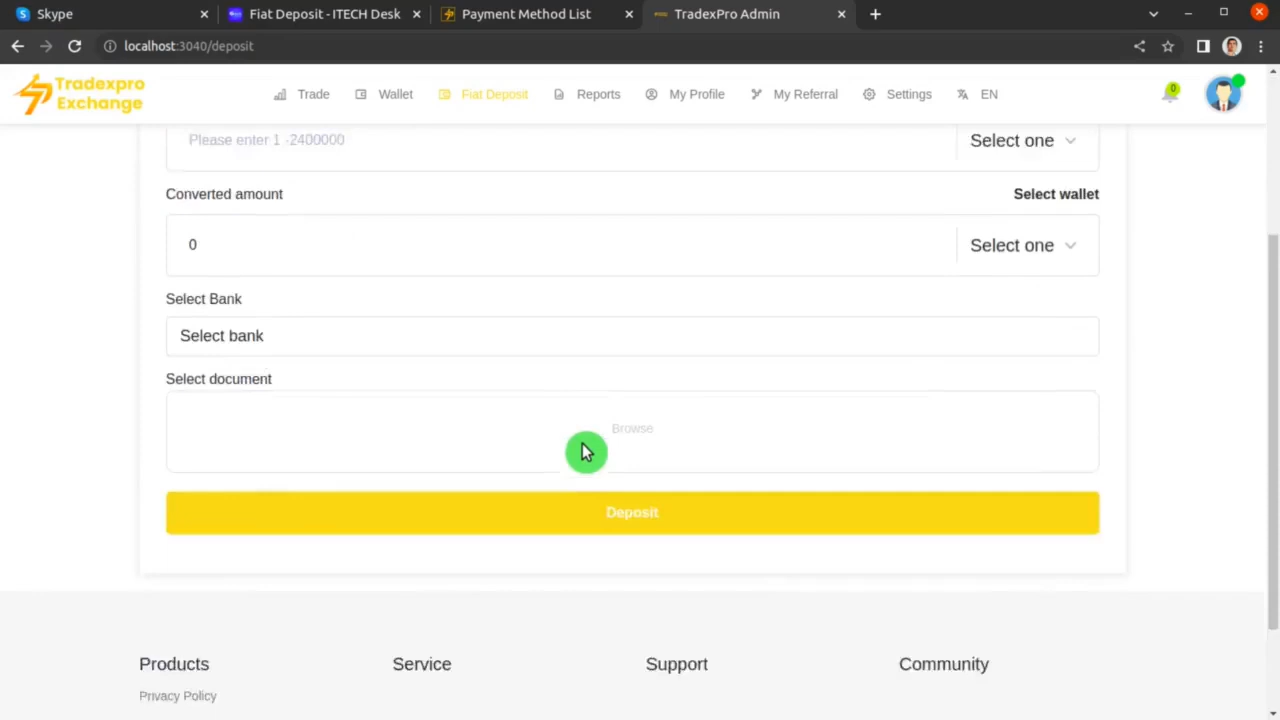 Skype
Fiat Deposit - ITECH Desk
Payment Method List
TradexPro Admin
localhost:3040/deposit
Tradexpro
Exchange
Trade
Wallet
Fiat Deposit
Reports
My Profile
My Referral
Settings
EN
0
Please enter 1 -2400000
Select one
Converted amount
Select wallet
0
Select one
Select Bank
Select bank
Select document
Browse
Deposit
Products
Service
Support
Community
Privacy Policy